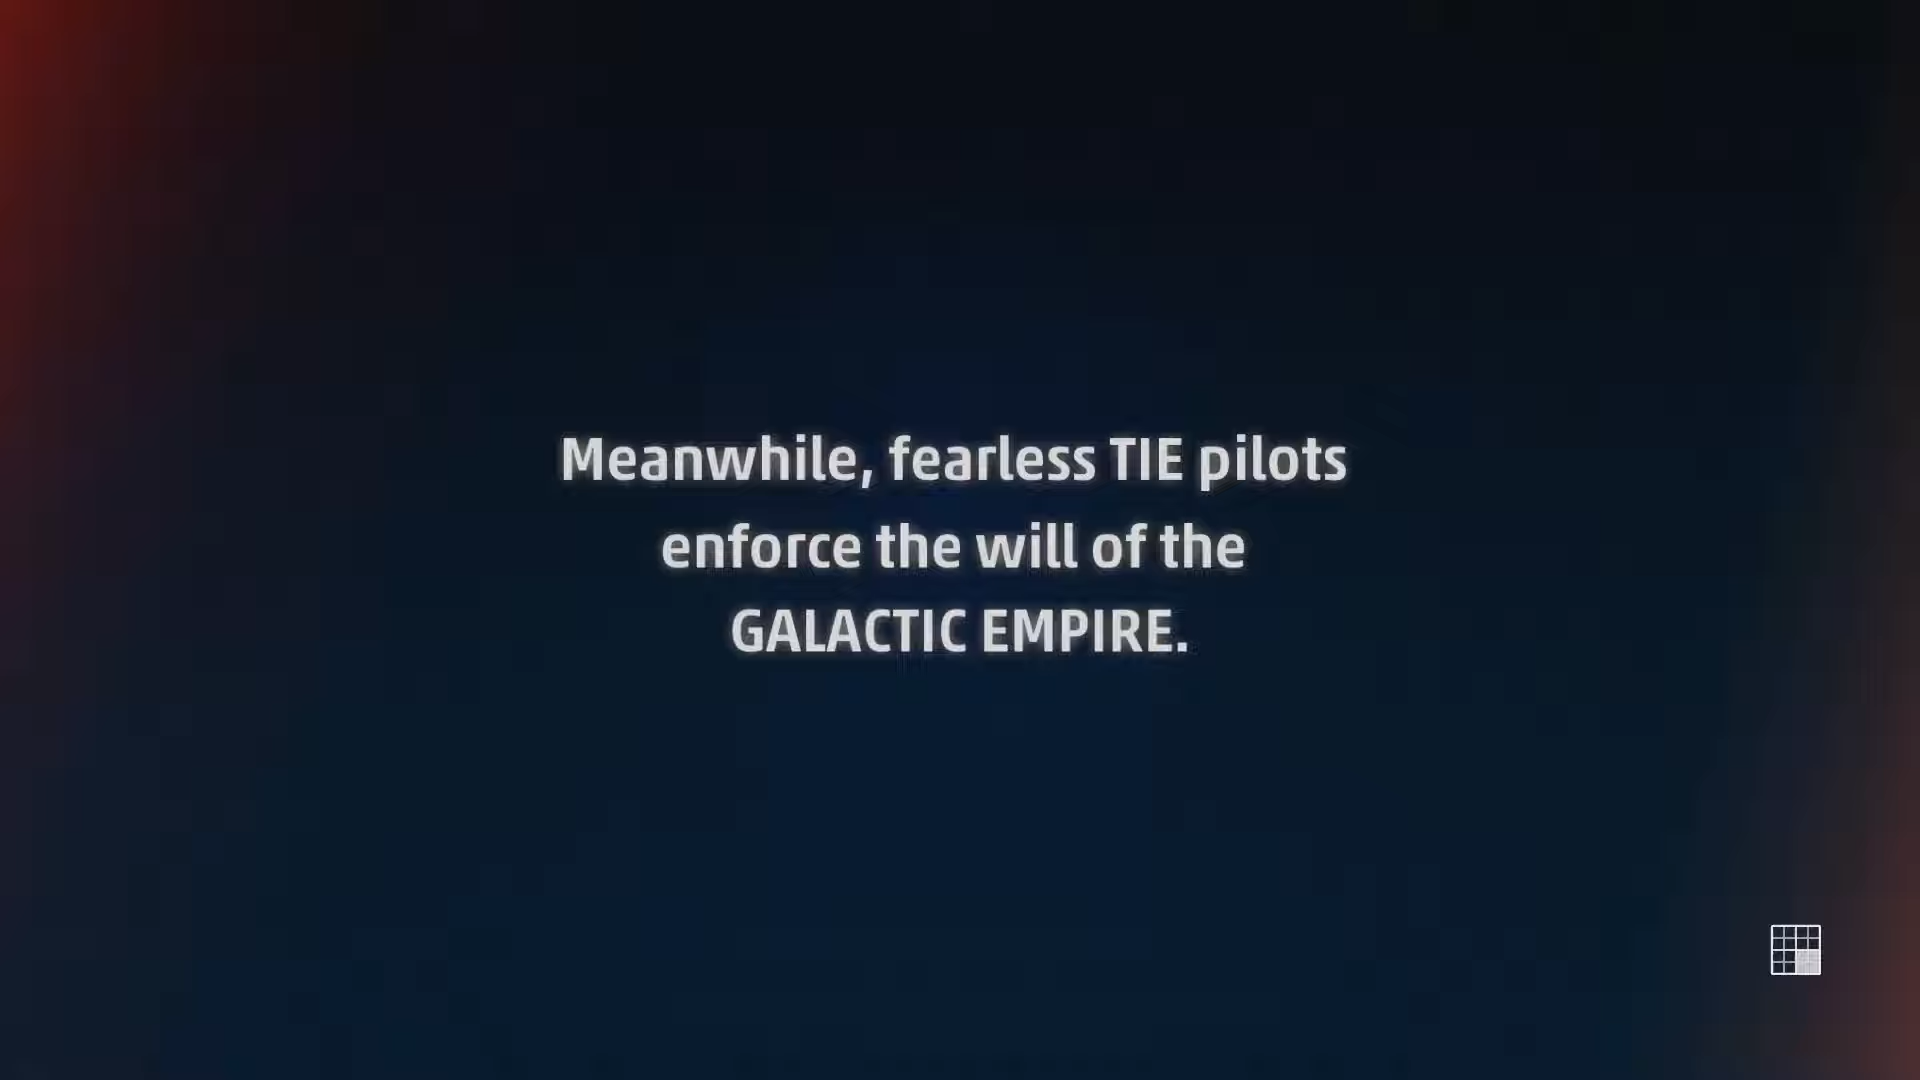 Meanwhile, fearless TIE pilots
enforce the will of the
GALACTIC EMPIRE.